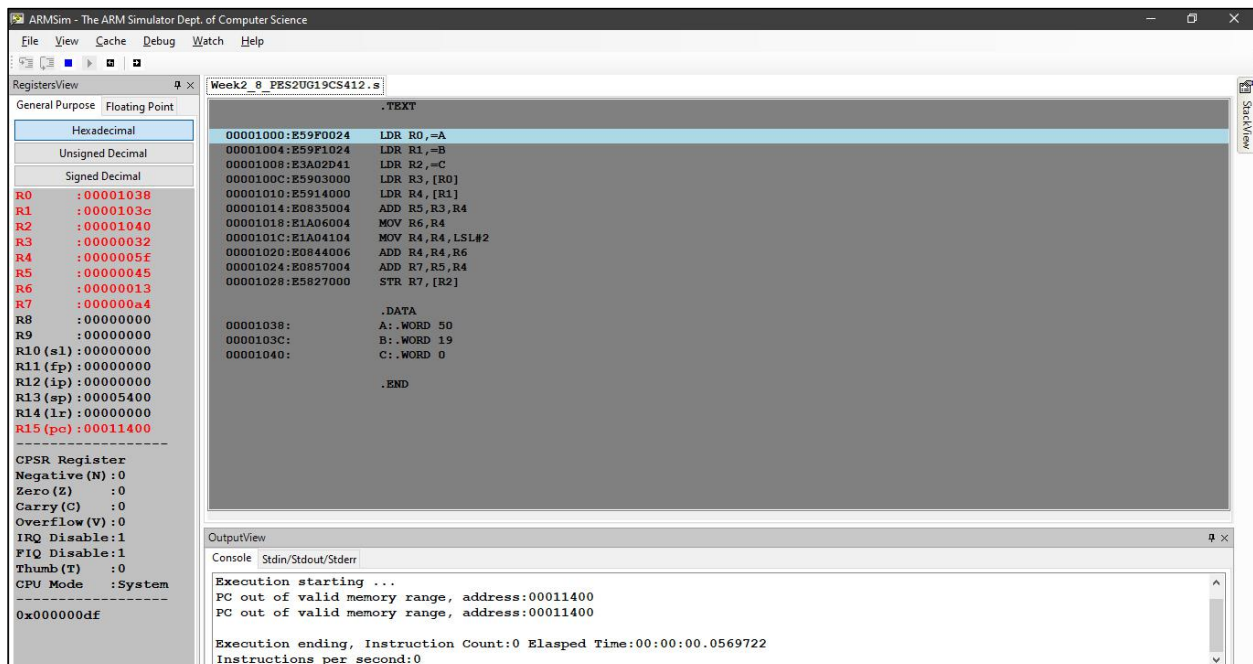 ARMSim - The ARM Simulator Dept. of Computer Science
File View Cache Debug Watch Help
RegistersView
General Purpose Floating Point
Hexadecimal
Unsigned Decimal
Signed Decimal
R0 :00001038
R1 :0000103c
R2 :00001040
R3 :00000032
R4 :0000005f
R5 :00000045
R6 :00000013
R7 :000000a4
R8 :00000000
R9 :00000000
R10(sl):00000000
R11(fp):00000000
R12(ip):00000000
R13(sp):00005400
R14(lr):00000000
R15(pc):00011400
-------------------
CPSR Register
Negative(N):0
Zero(Z) :0
Carry(C) :0
Overflow(V):0
IRQ Disable:1
FIQ Disable:1
Thumb(T) :0
CPU Mode :System
-------------------
0x000000df
Week2_8_PES2UG19CS412.s
.TEXT
00001000:E59F0024 LDR R0,=A
00001004:E59F1024 LDR R1,=B
00001008:E3A02D41 LDR R2,=C
0000100C:E5903000 LDR R3,[R0]
00001010:E5914000 LDR R4,[R1]
00001014:E0835004 ADD R5,R3,R4
00001018:E1A06004 MOV R6,R4
0000101C:E1A04104 MOV R4,R4,LSL#2
00001020:E0844006 ADD R4,R4,R6
00001024:E0857004 ADD R7,R5,R4
00001028:E5827000 STR R7,[R2]
.DATA
00001038: A:.WORD 50
0000103C: B:.WORD 19
00001040: C:.WORD 0
.END
OutputView
Console Stdin/Stdout/Stderr
Execution starting ...
PC out of valid memory range, address:00011400
PC out of valid memory range, address:00011400
Execution ending, Instruction Count:0 Elasped Time:00:00:00.0569722
Instructions per second:0
StackView